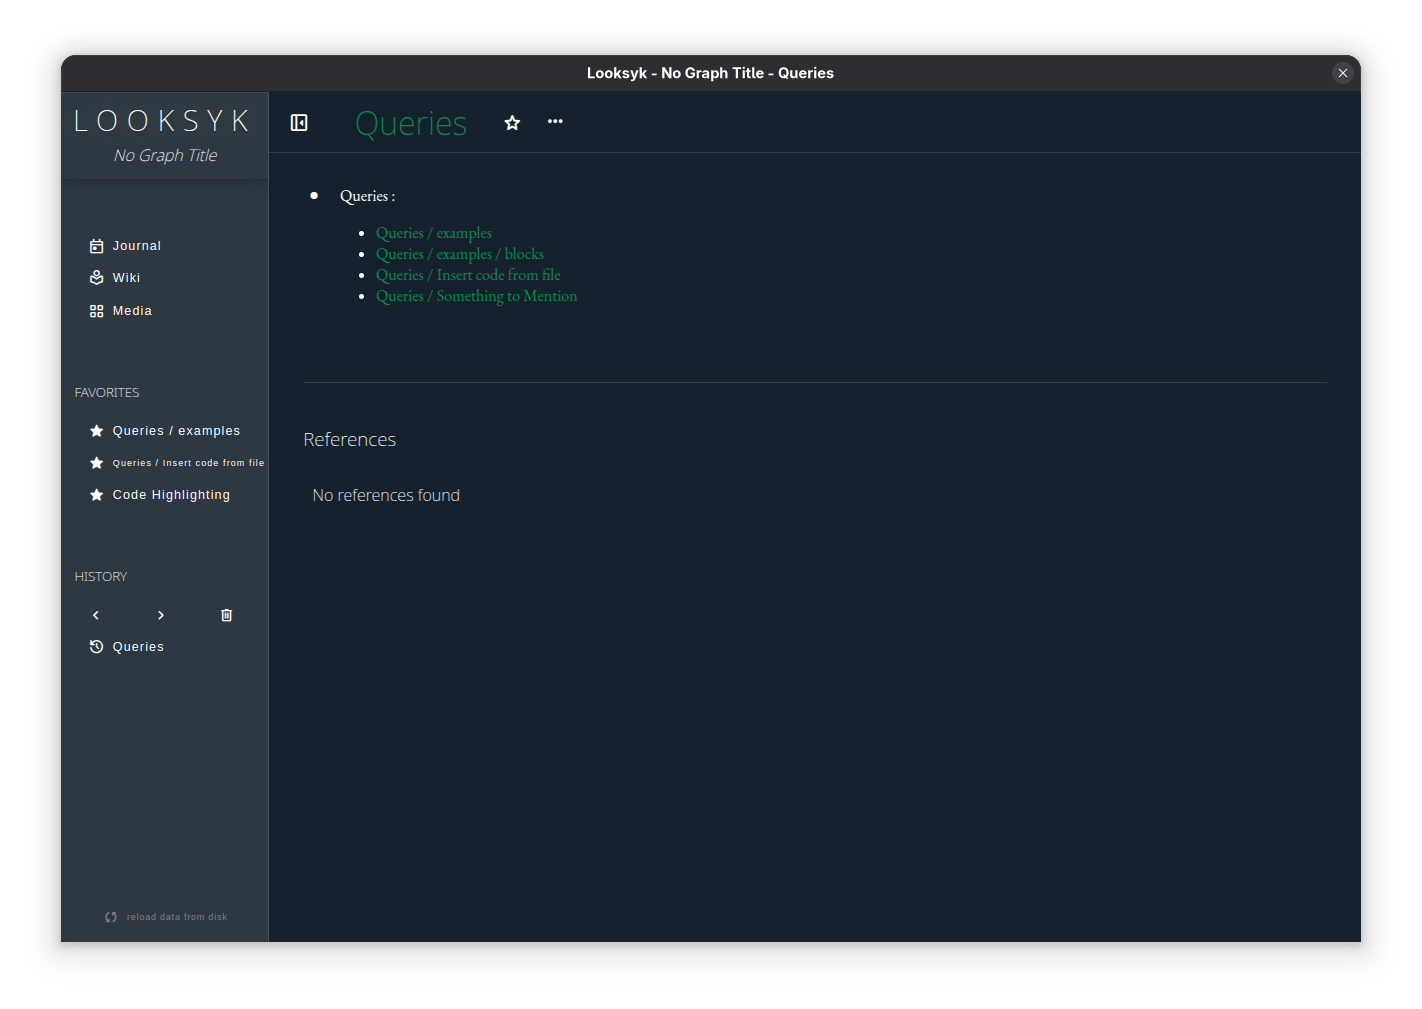 Looksyk - No Graph Title - Queries
LOOKSYK
No Graph Title
Journal
Wiki
Media
FAVORITES
Queries / examples
Queries / Insert code from file
Code Highlighting
HISTORY
Queries
reload data from disk
Queries
Queries :
Queries / examples
Queries / examples / blocks
Queries / Insert code from file
Queries / Something to Mention
References
No references found